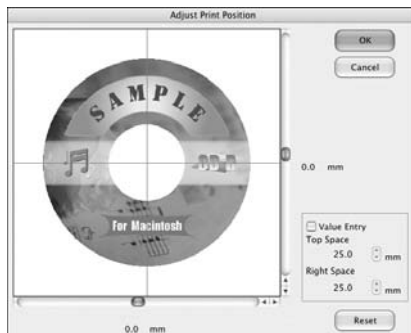 Adjust Print Position
SAMPLE
CD-R
For Macintosh
OK
Cancel
0.0 mm
Value Entry
Top Space
25.0 mm
Right Space
25.0 mm
0.0 mm
Reset